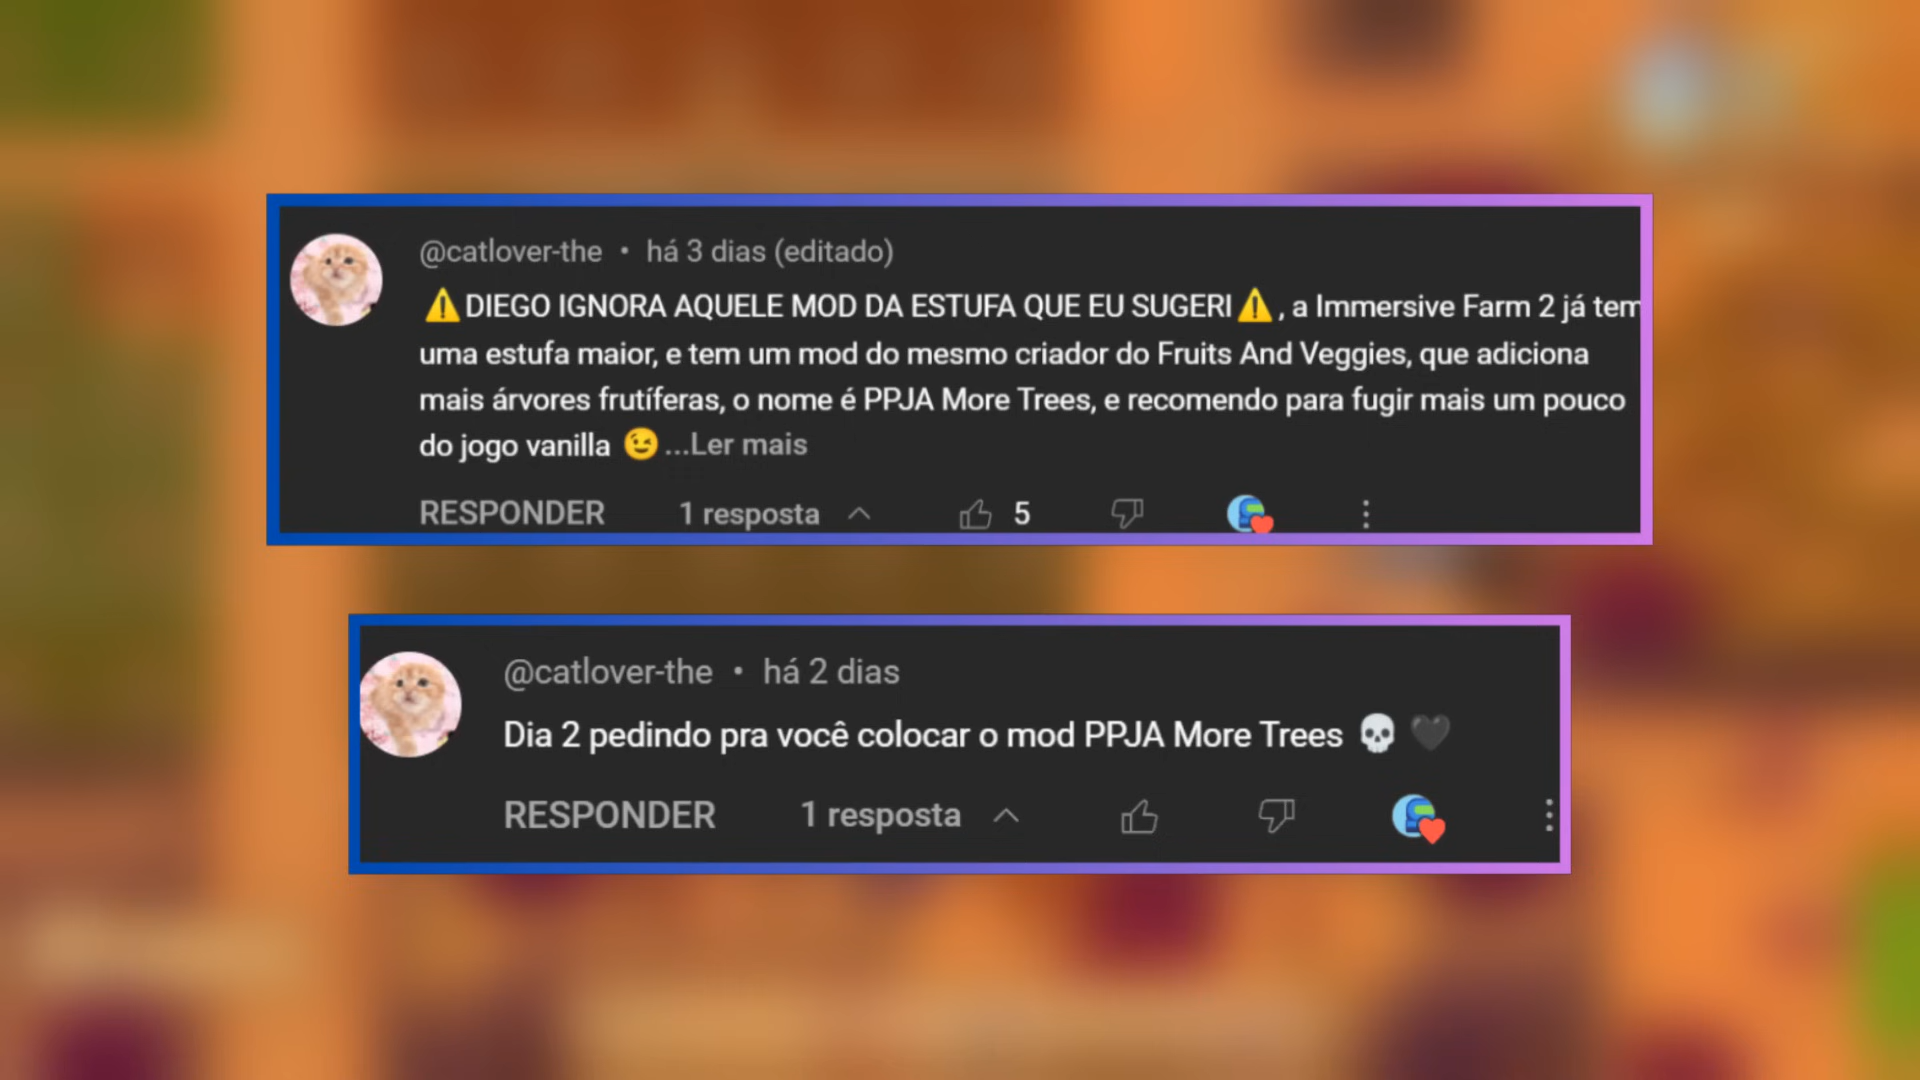 @catlover-the • há 3 dias (editado)
⚠️DIEGO IGNORA AQUELE MOD DA ESTUFA QUE EU SUGERI⚠️, a Immersive Farm 2 já tem
uma estufa maior, e tem um mod do mesmo criador do Fruits And Veggies, que adiciona
mais árvores frutíferas, o nome é PPJA More Trees, e recomendo para fugir mais um pouco
do jogo vanilla 😉...Ler mais
RESPONDER 1 resposta 5
@catlover-the • há 2 dias
Dia 2 pedindo pra você colocar o mod PPJA More Trees 💀🖤
RESPONDER 1 resposta